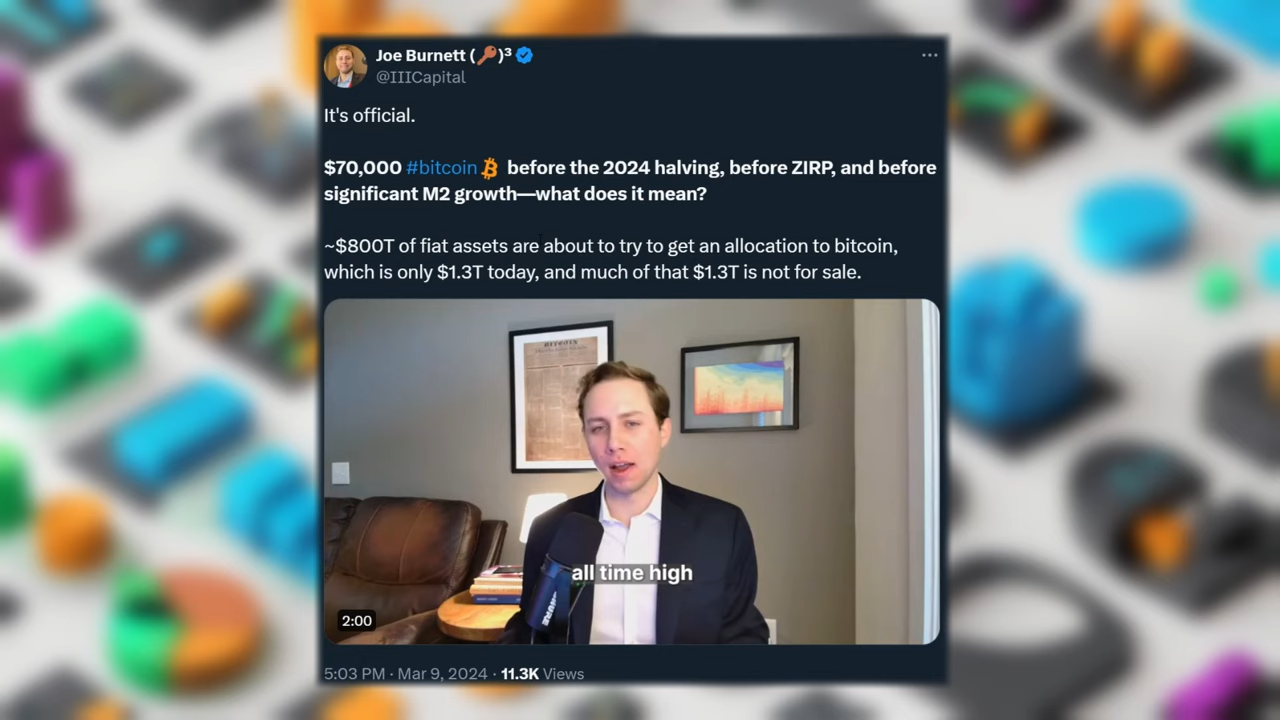 Joe Burnett (🔑)³
@IIICapital
It's official.
$70,000 #bitcoin before the 2024 halving, before ZIRP, and before
significant M2 growth—what does it mean?
~$800T of fiat assets are about to try to get an allocation to bitcoin,
which is only $1.3T today, and much of that $1.3T is not for sale.
BITCOIN
all time high
SHURE
2:00
5:03 PM · Mar 9, 2024 · 11.3K Views